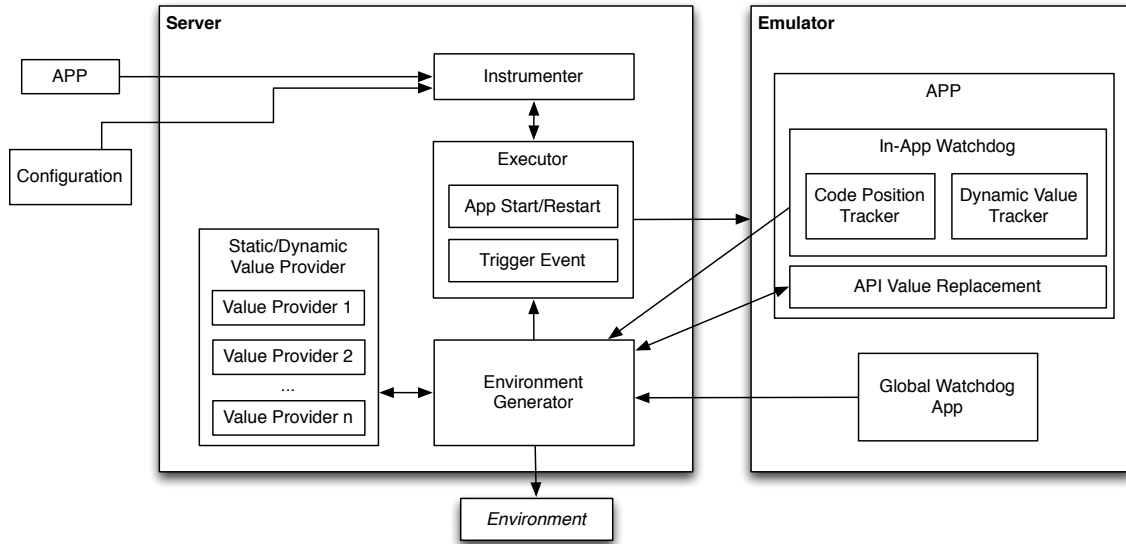 Server
Emulator
APP
Instrumenter
APP
Configuration
Executor
App Start/Restart
Trigger Event
In-App Watchdog
Code Position
Tracker
Dynamic Value
Tracker
API Value Replacement
Static/Dynamic
Value Provider
Value Provider 1
Value Provider 2
...
Value Provider n
Environment
Generator
Global Watchdog
App
Environment